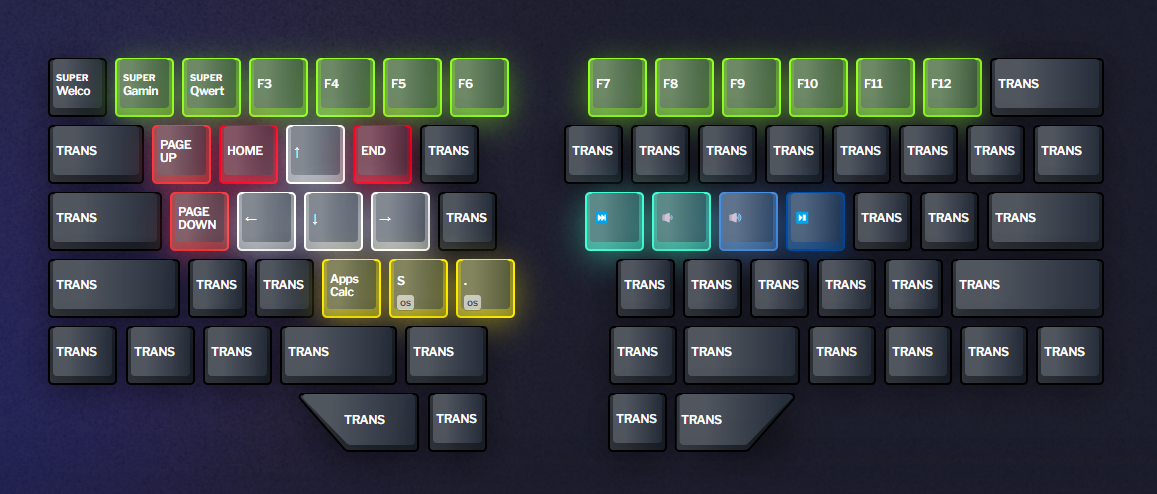 SUPER Welco SUPER Gamin SUPER Qwert F3 F4 F5 F6 F7 F8 F9 F10 F11 F12 TRANS
TRANS PAGE UP HOME ↑ END TRANS TRANS TRANS TRANS TRANS TRANS TRANS TRANS TRANS
TRANS PAGE DOWN ← ↓ → TRANS ⏭ 🔉 🔊 ⏯ TRANS TRANS TRANS
TRANS TRANS TRANS Apps Calc S OS . OS TRANS TRANS TRANS TRANS TRANS TRANS
TRANS TRANS TRANS TRANS TRANS TRANS TRANS TRANS TRANS TRANS TRANS
TRANS TRANS TRANS TRANS